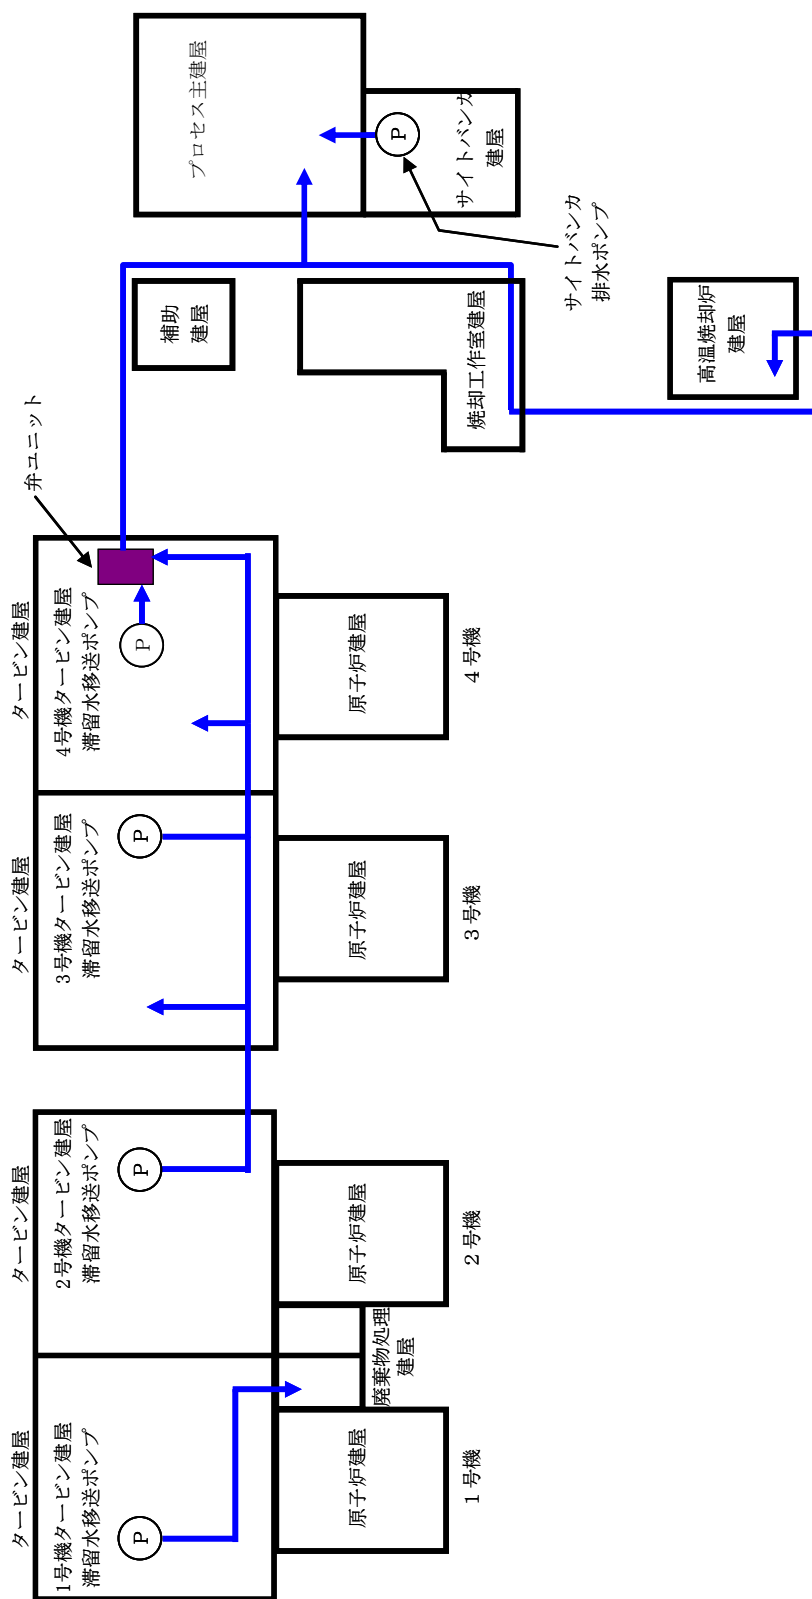 タービン建屋
1号機タービン建屋
滞留水移送ポンプ
P
原子炉建屋
1号機
廃棄物処理
建屋
タービン建屋
2号機タービン建屋
滞留水移送ポンプ
P
原子炉建屋
2号機
タービン建屋
3号機タービン建屋
滞留水移送ポンプ
P
原子炉建屋
3号機
タービン建屋
4号機タービン建屋
滞留水移送ポンプ
P
原子炉建屋
4号機
弁ユニット
補助
建屋
焼却工作室建屋
プロセス主建屋
P
サイトバンカ
建屋
サイトバンカ
排水ポンプ
高温焼却炉
建屋